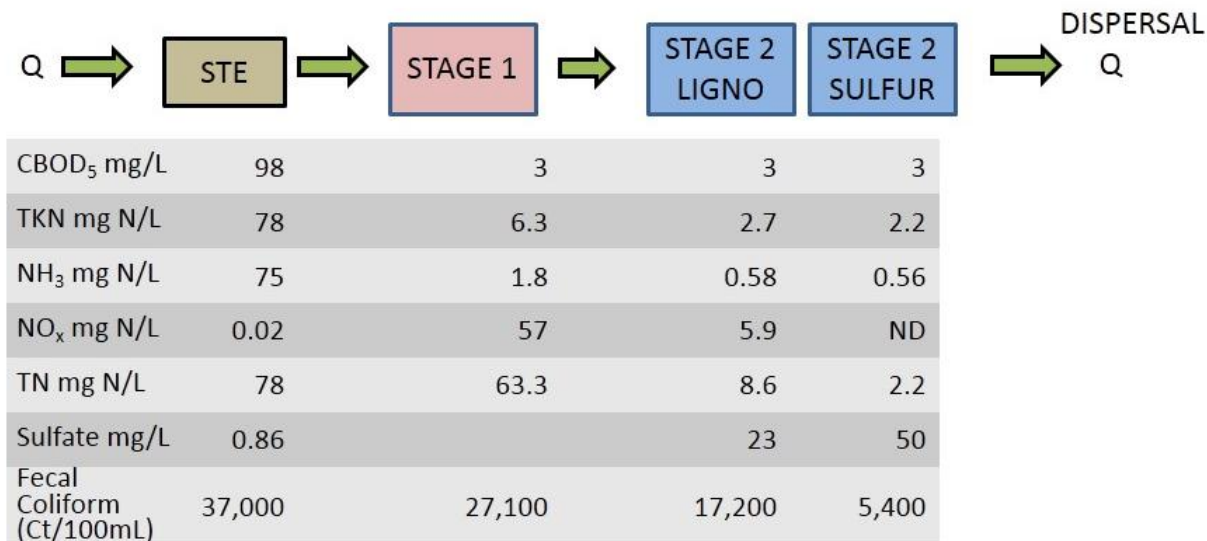 DISPERSAL
Q STE STAGE 1 STAGE 2 STAGE 2 Q
LIGNO SULFUR
CBOD₅ mg/L 98 3 3 3
TKN mg N/L 78 6.3 2.7 2.2
NH₃ mg N/L 75 1.8 0.58 0.56
NOₓ mg N/L 0.02 57 5.9 ND
TN mg N/L 78 63.3 8.6 2.2
Sulfate mg/L 0.86 23 50
Fecal
Coliform 37,000 27,100 17,200 5,400
(Ct/100mL)